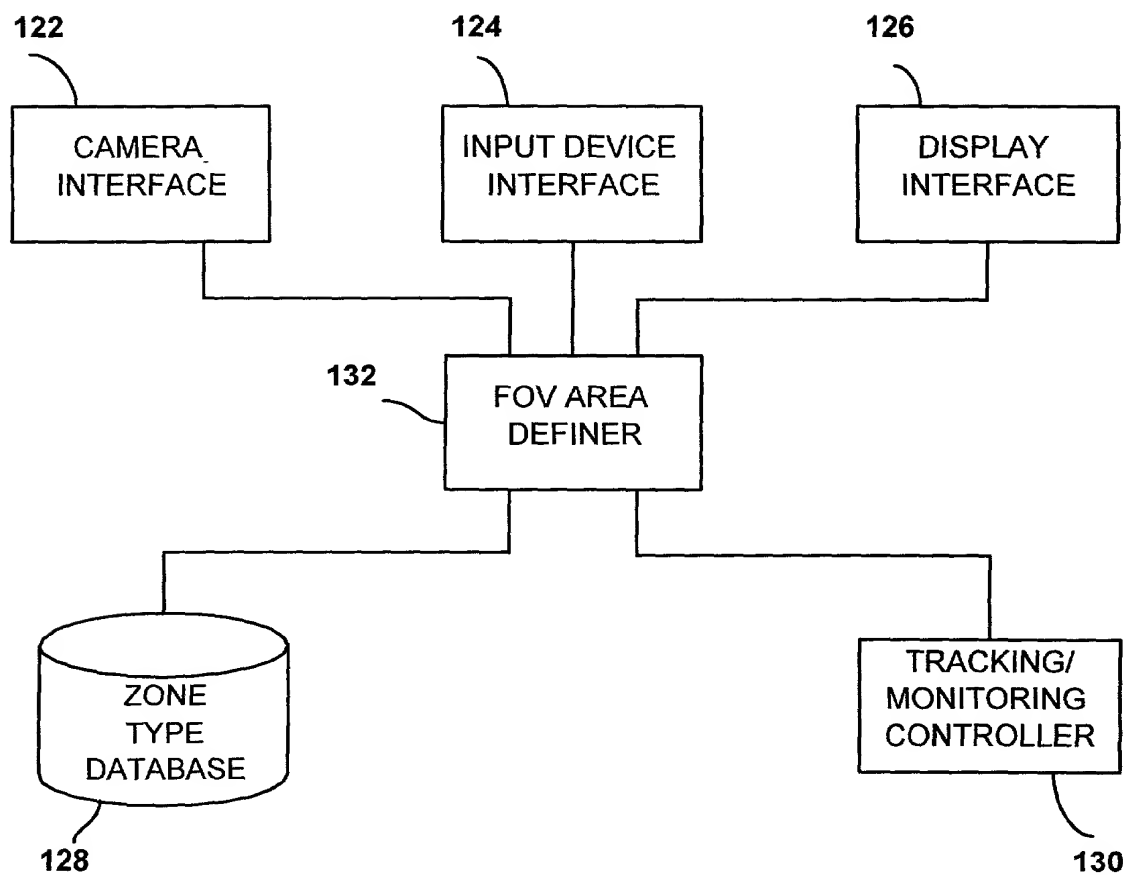 122
124
126
CAMERA
INTERFACE
INPUT DEVICE
INTERFACE
DISPLAY
INTERFACE
132
FOV AREA
DEFINER
ZONE
TYPE
DATABASE
TRACKING/
MONITORING
CONTROLLER
128
130